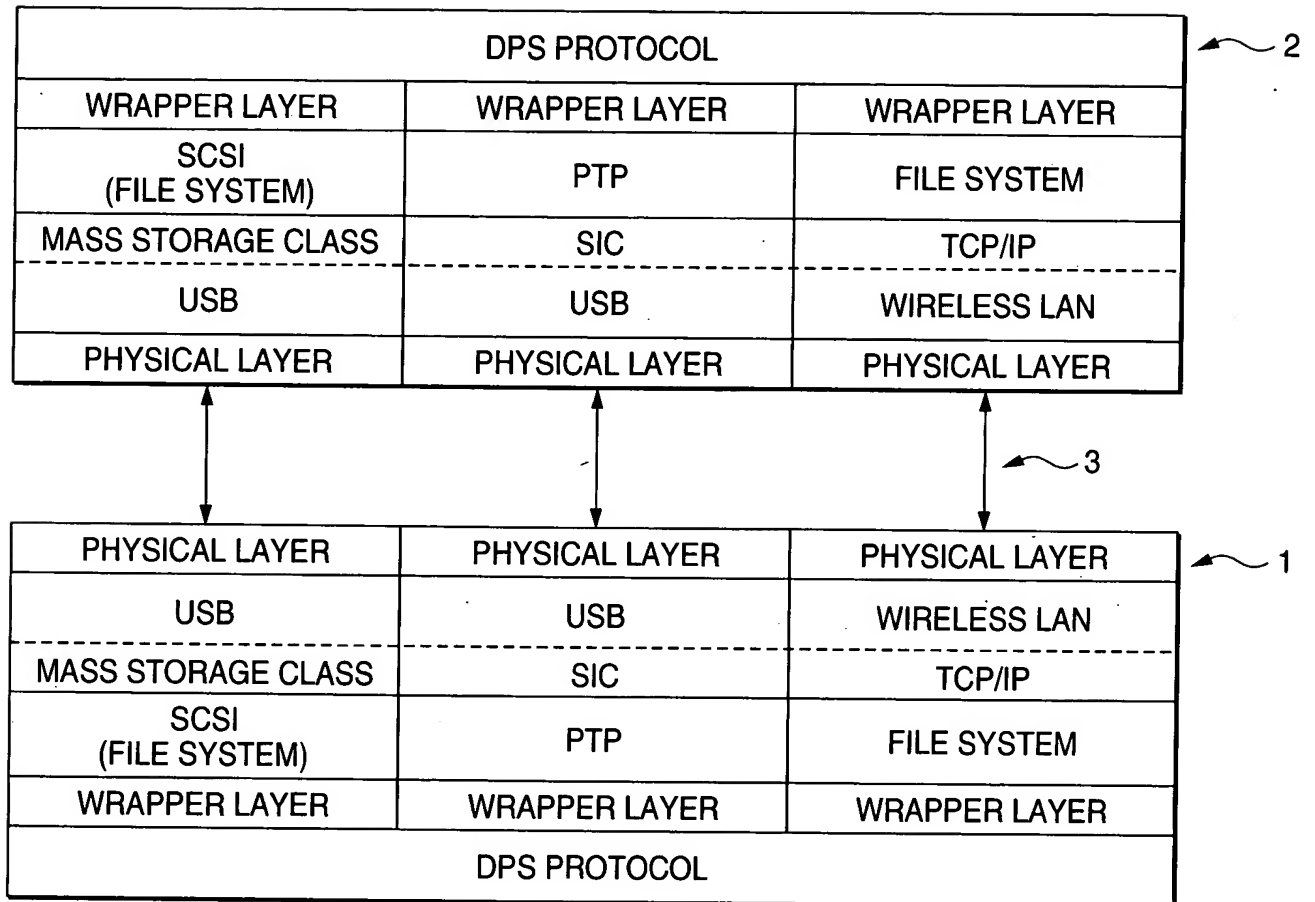 DPS PROTOCOL
2
WRAPPER LAYER WRAPPER LAYER WRAPPER LAYER
SCSI
(FILE SYSTEM) PTP FILE SYSTEM
MASS STORAGE CLASS SIC TCP/IP
USB USB WIRELESS LAN
PHYSICAL LAYER PHYSICAL LAYER PHYSICAL LAYER
3
PHYSICAL LAYER PHYSICAL LAYER PHYSICAL LAYER
1
USB USB WIRELESS LAN
MASS STORAGE CLASS SIC TCP/IP
SCSI
(FILE SYSTEM) PTP FILE SYSTEM
WRAPPER LAYER WRAPPER LAYER WRAPPER LAYER
DPS PROTOCOL